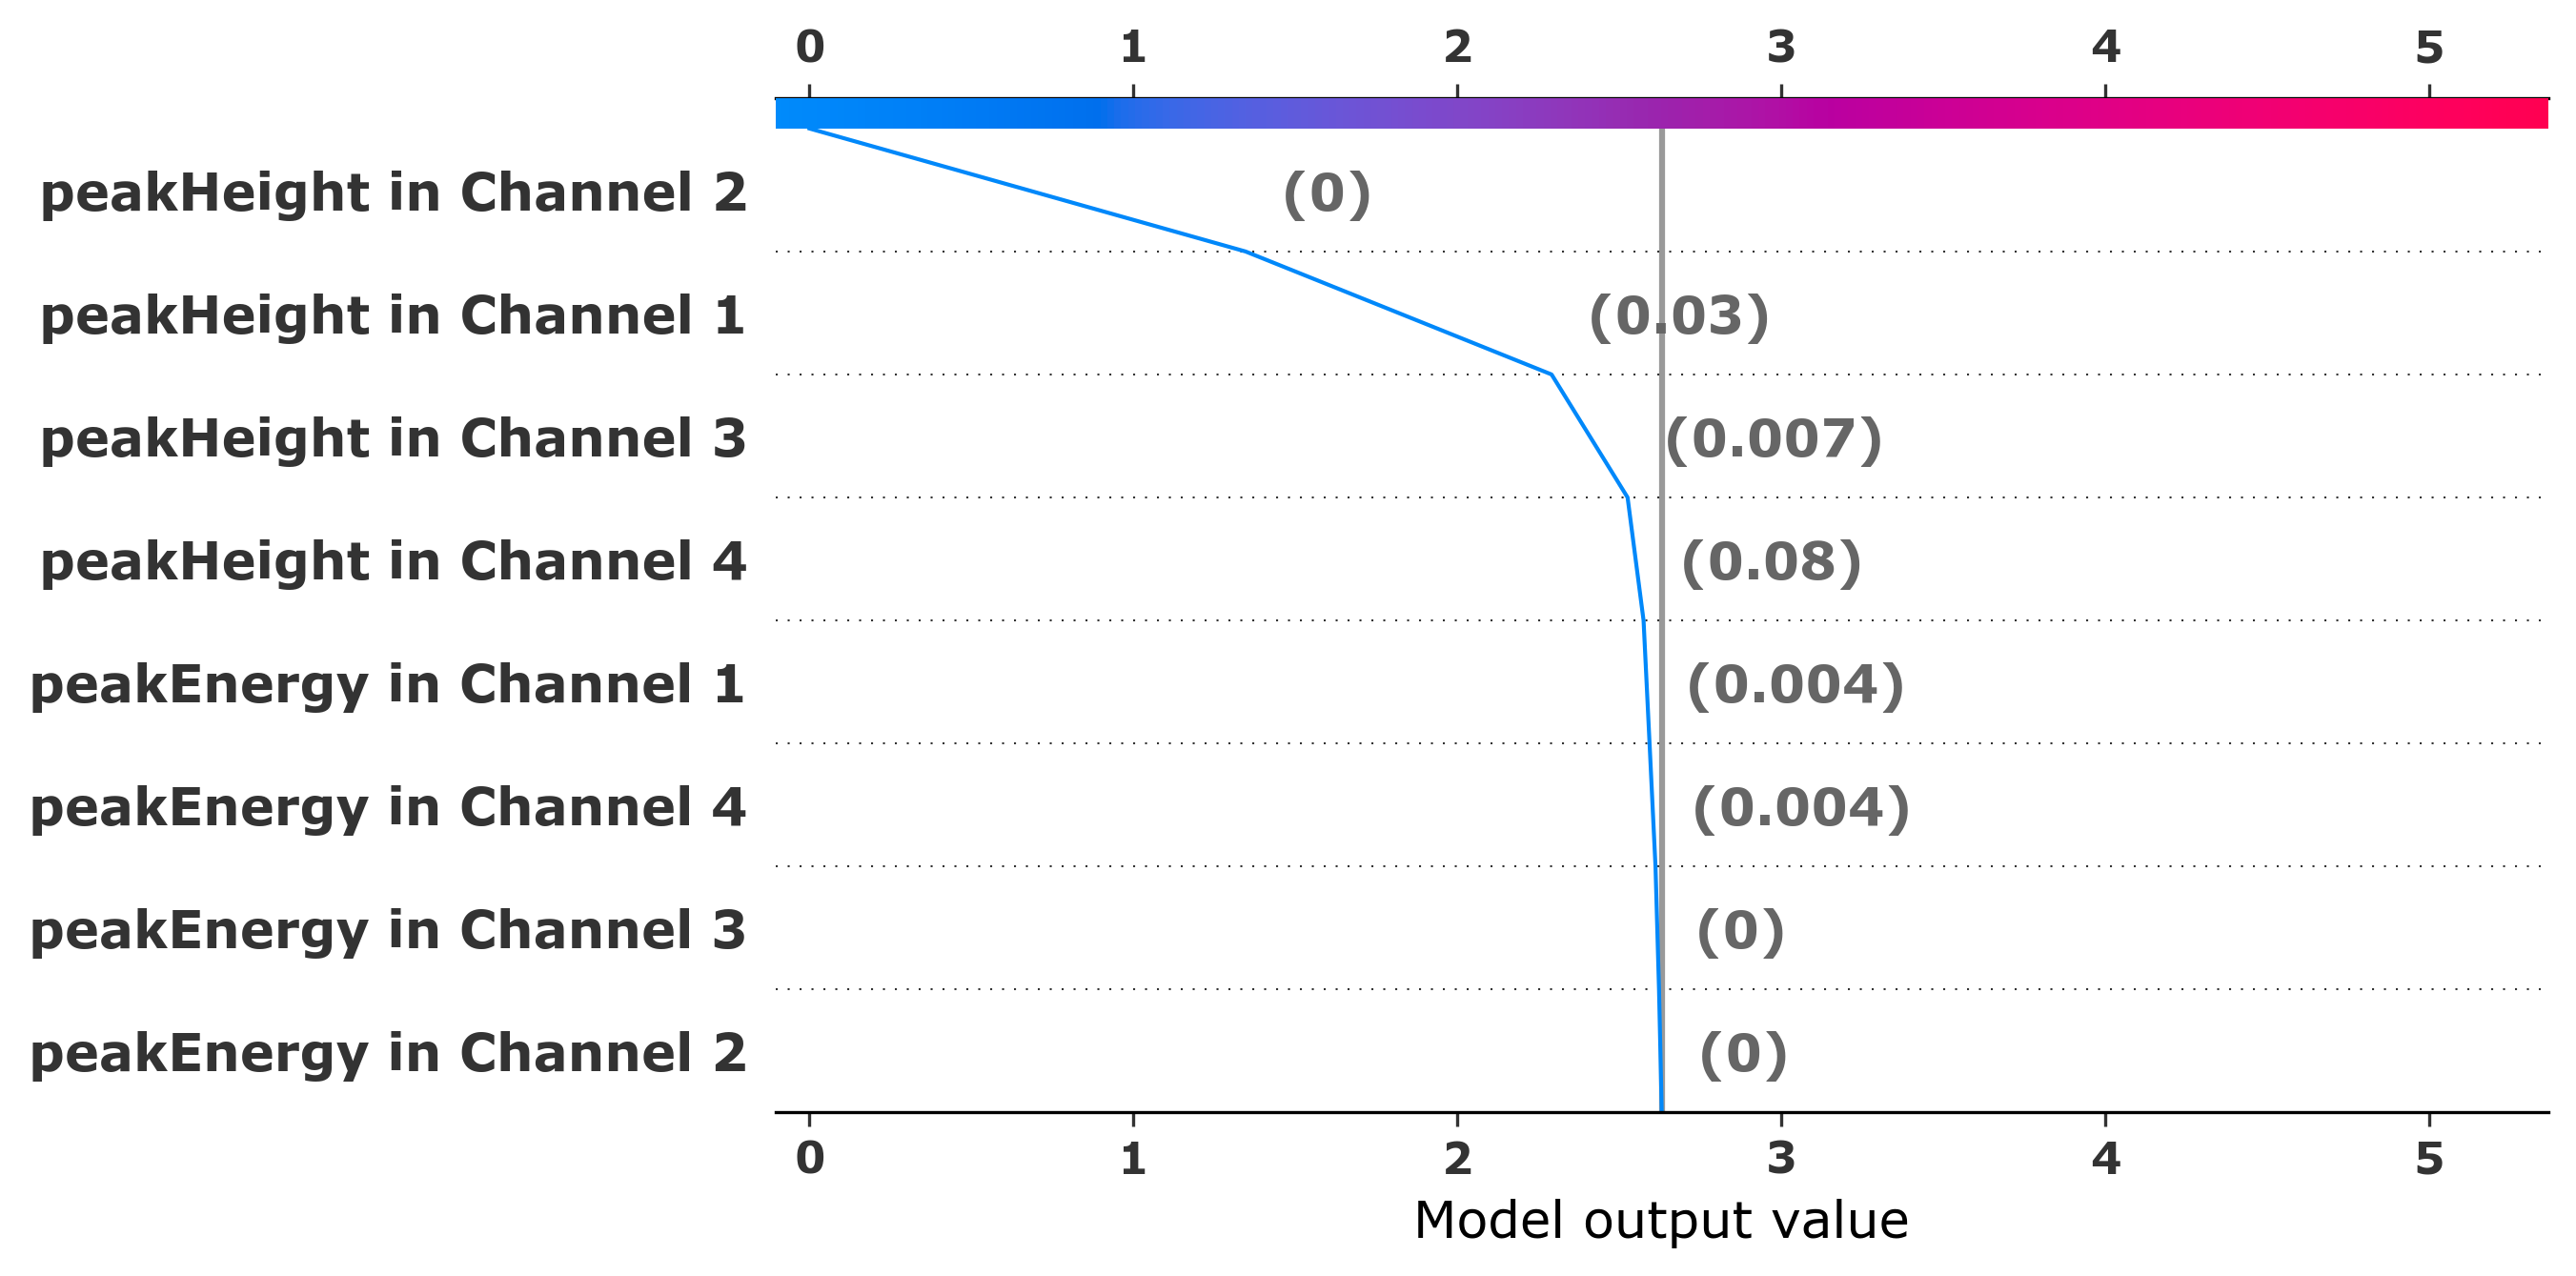 0 1 2 3 4 5
peakHeight in Channel 2 (0)
peakHeight in Channel 1 (0.03)
peakHeight in Channel 3 (0.007)
peakHeight in Channel 4 (0.08)
peakEnergy in Channel 1 (0.004)
peakEnergy in Channel 4 (0.004)
peakEnergy in Channel 3 (0)
peakEnergy in Channel 2 (0)
0 1 2 3 4 5
Model output value